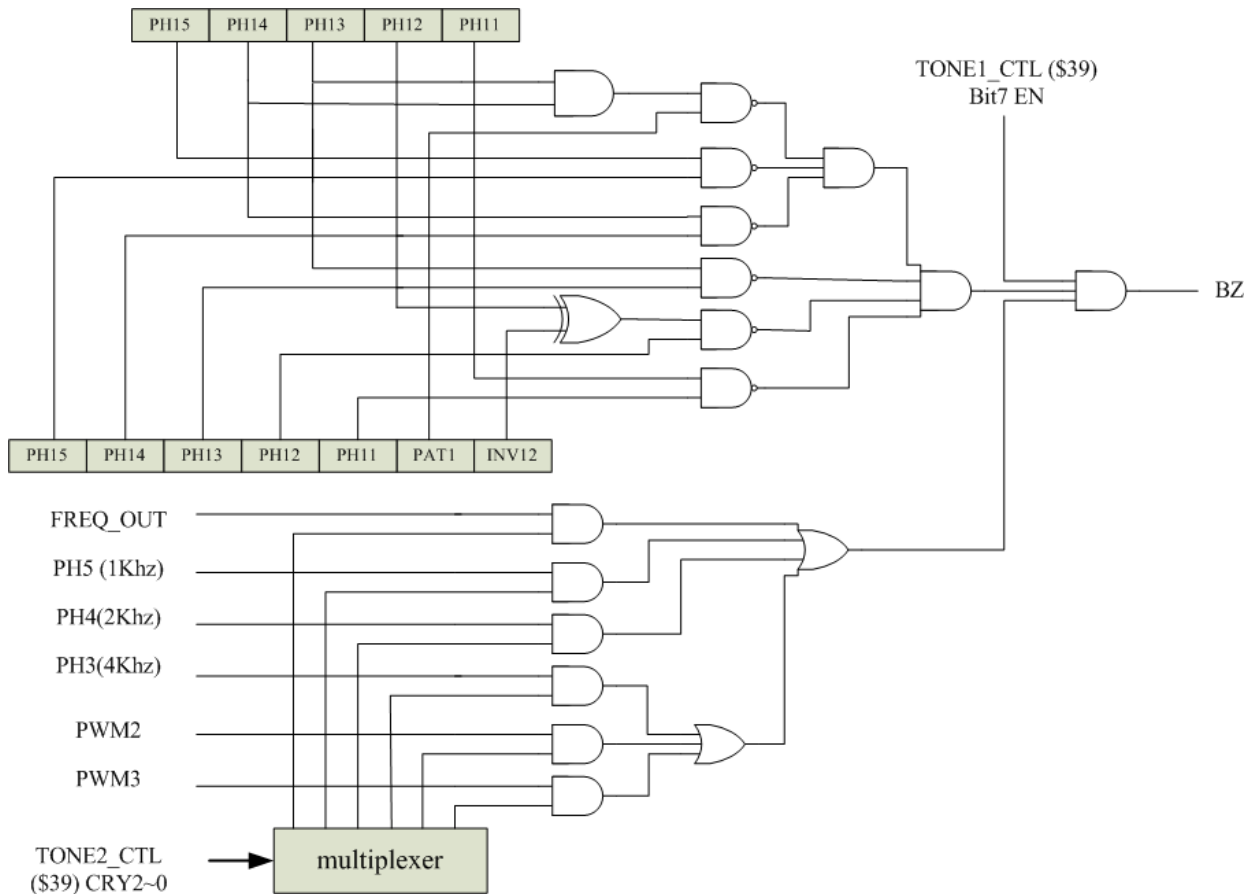 PH15 PH14 PH13 PH12 PH11
TONE1_CTL ($39)
Bit7 EN
BZ
PH15 PH14 PH13 PH12 PH11 PAT1 INV12
FREQ_OUT
PH5 (1Khz)
PH4(2Khz)
PH3(4Khz)
PWM2
PWM3
TONE2_CTL
($39) CRY2~0
multiplexer